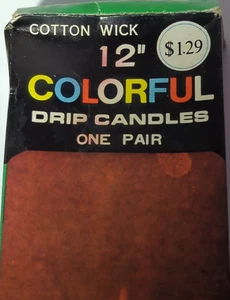 COTTON WICK
12"
$1.29
COLORFUL
DRIP CANDLES
ONE PAIR